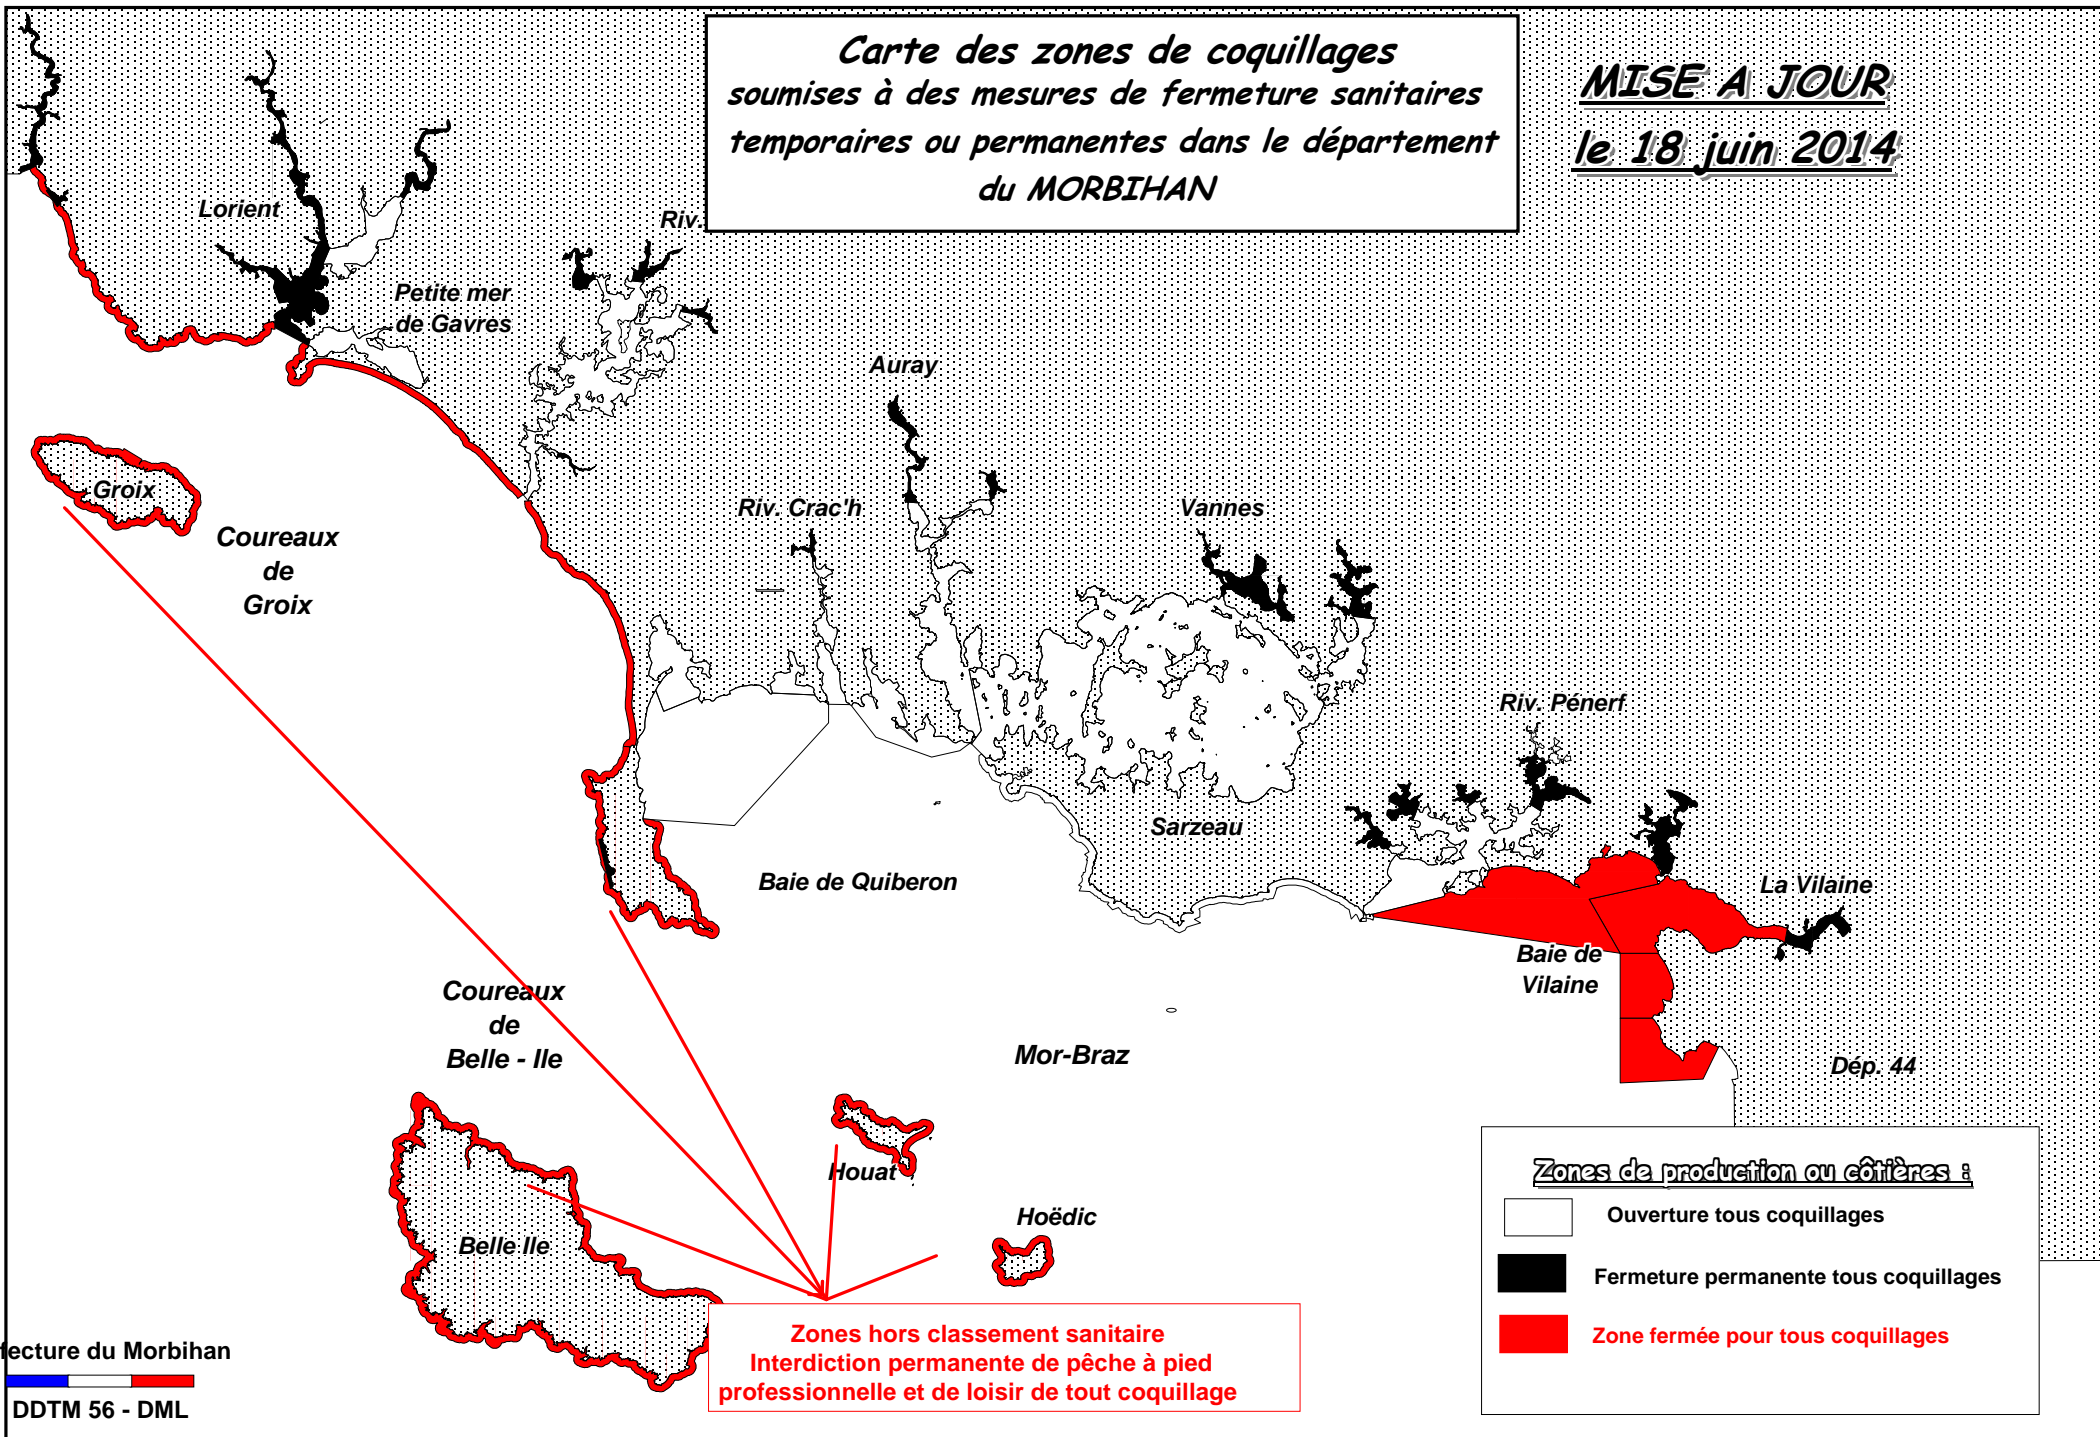 Carte des zones de coquillages
soumises à des mesures de fermeture sanitaires
temporaires ou permanentes dans le département
du MORBIHAN
MISE A JOUR
le 18 juin 2014
Lorient
Riv.
Petite mer
de Gavres
Auray
Groix
Riv. Crac'h
Vannes
Coureaux
de
Groix
Riv. Pénerf
Sarzeau
Baie de Quiberon
La Vilaine
Baie de
Vilaine
Coureaux
de
Belle - Ile
Mor-Braz
Dép. 44
Houat
Hoëdic
Belle Ile
Zones de production ou côtières :
Ouverture tous coquillages
Fermeture permanente tous coquillages
Zone fermée pour tous coquillages
Zones hors classement sanitaire
Interdiction permanente de pêche à pied
professionnelle et de loisir de tout coquillage
fecture du Morbihan
DDTM 56 - DML